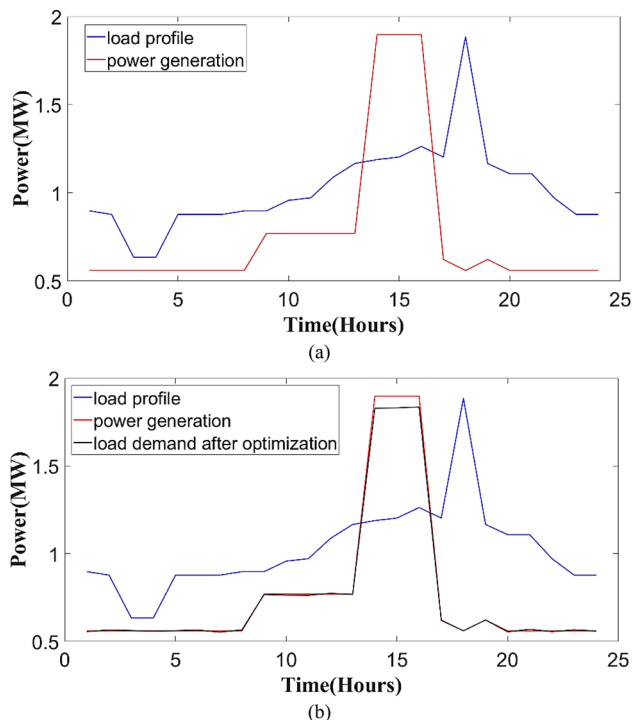 2
load profile
power generation
1.5
Power(MW)
1
0.5
0 5 10 15 20 25
Time(Hours)
(a)
2
load profile
power generation
load demand after optimization
1.5
Power(MW)
1
0.5
0 5 10 15 20 25
Time(Hours)
(b)